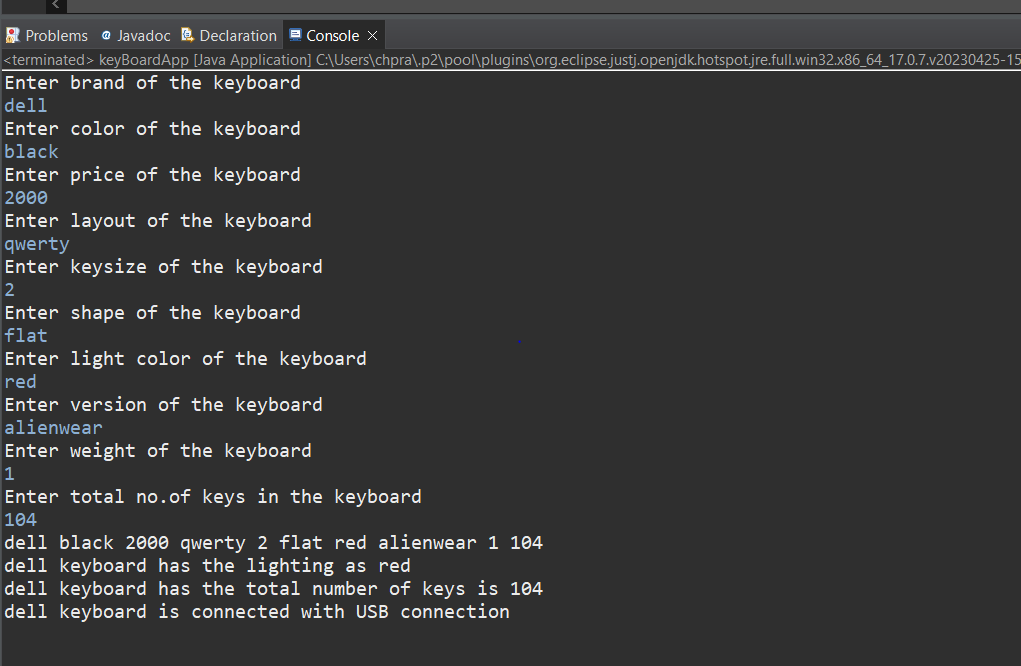 Problems @ Javadoc Declaration Console
<terminated> keyBoardApp [Java Application] C:\Users\chpra\.p2\pool\plugins\org.eclipse.justj.openjdk.hotspot.jre.full.win32.x86_64_17.0.7.v20230425-15
Enter brand of the keyboard
dell
Enter color of the keyboard
black
Enter price of the keyboard
2000
Enter layout of the keyboard
qwerty
Enter keysize of the keyboard
2
Enter shape of the keyboard
flat
Enter light color of the keyboard
red
Enter version of the keyboard
alienwear
Enter weight of the keyboard
1
Enter total no.of keys in the keyboard
104
dell black 2000 qwerty 2 flat red alienwear 1 104
dell keyboard has the lighting as red
dell keyboard has the total number of keys is 104
dell keyboard is connected with USB connection